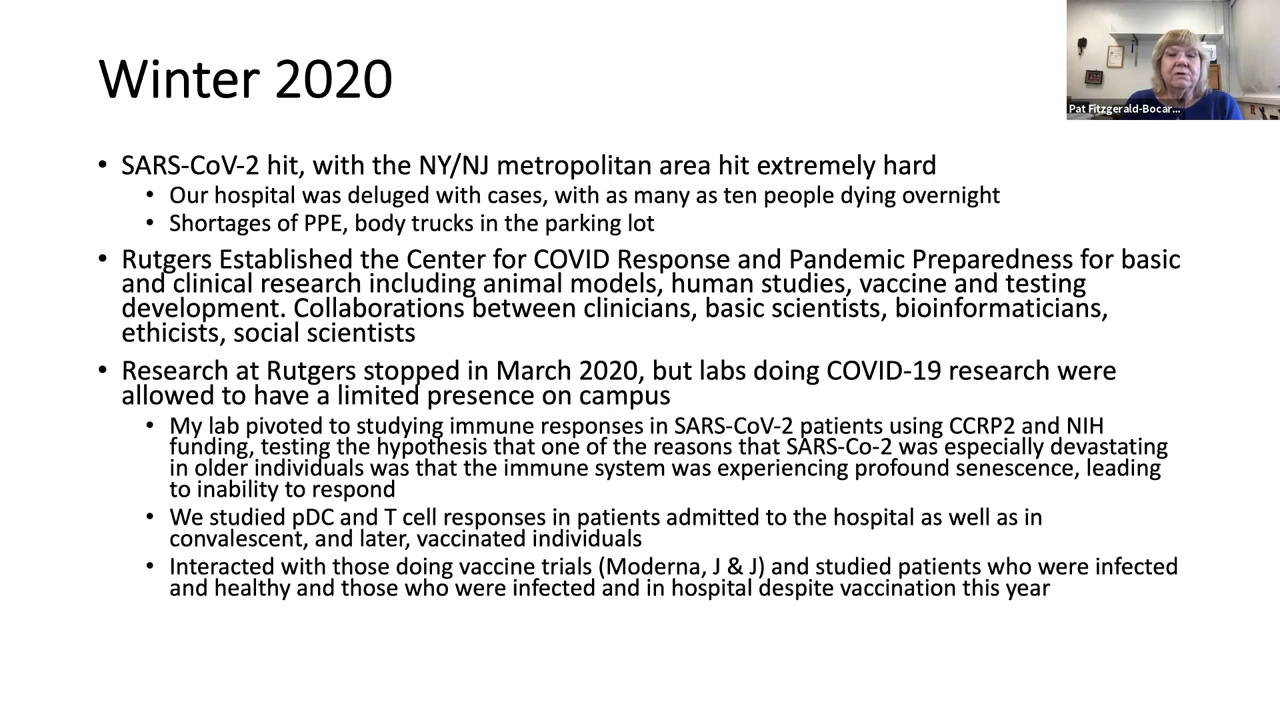 Winter 2020
Pat Fitzgerald-Bocar...
• SARS-CoV-2 hit, with the NY/NJ metropolitan area hit extremely hard
• Our hospital was deluged with cases, with as many as ten people dying overnight
• Shortages of PPE, body trucks in the parking lot
• Rutgers Established the Center for COVID Response and Pandemic Preparedness for basic
and clinical research including animal models, human studies, vaccine and testing
development. Collaborations between clinicians, basic scientists, bioinformaticians,
ethicists, social scientists
• Research at Rutgers stopped in March 2020, but labs doing COVID-19 research were
allowed to have a limited presence on campus
• My lab pivoted to studying immune responses in SARS-CoV-2 patients using CCRP2 and NIH
funding, testing the hypothesis that one of the reasons that SARS-Co-2 was especially devastating
in older individuals was that the immune system was experiencing profound senescence, leading
to inability to respond
• We studied pDC and T cell responses in patients admitted to the hospital as well as in
convalescent, and later, vaccinated individuals
• Interacted with those doing vaccine trials (Moderna, J & J) and studied patients who were infected
and healthy and those who were infected and in hospital despite vaccination this year